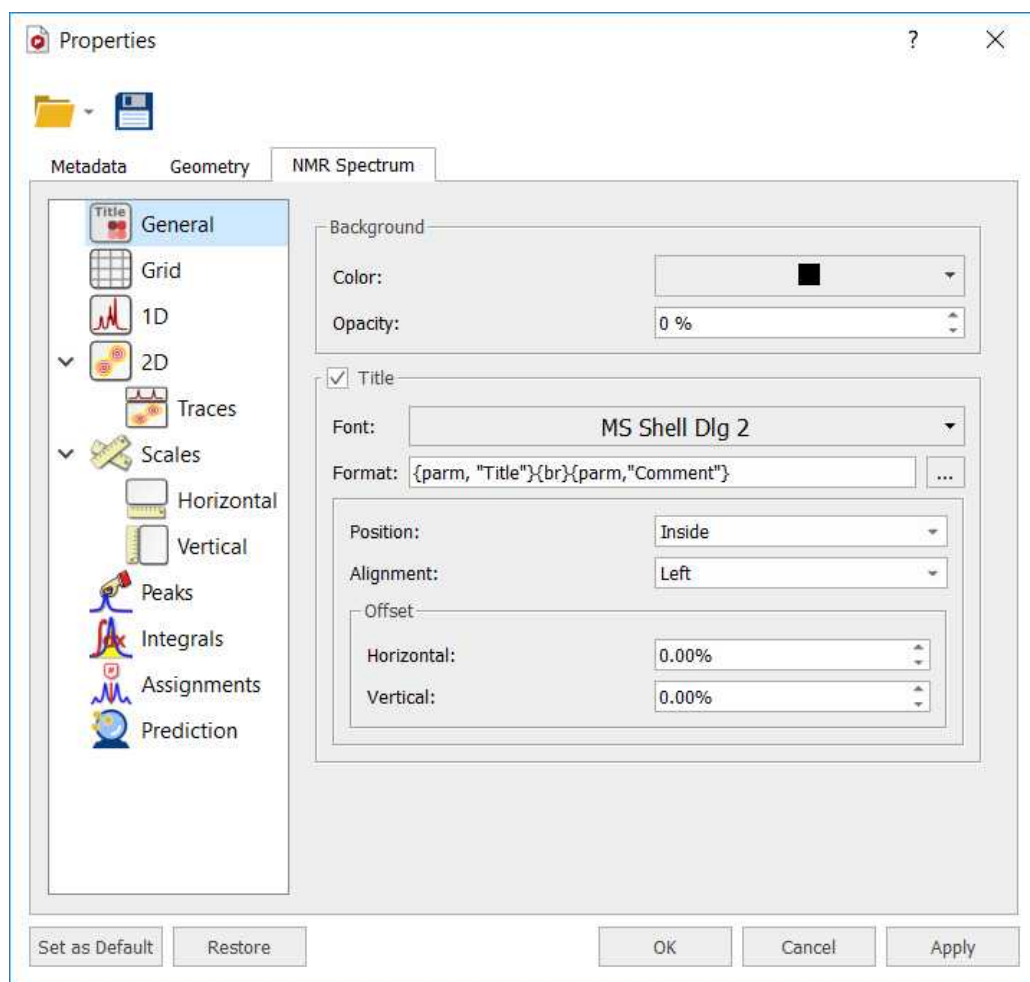 Properties
?
Metadata Geometry NMR Spectrum
Title
General
Grid
1D
2D
Traces
Scales
Horizontal
Vertical
Peaks
Integrals
Assignments
Prediction
Background
Color:
Opacity: 0 %
Title
Font: MS Shell Dlg 2
Format: {parm, "Title"}{br}{parm,"Comment"} ...
Position: Inside
Alignment: Left
Offset
Horizontal: 0.00%
Vertical: 0.00%
Set as Default Restore OK Cancel Apply